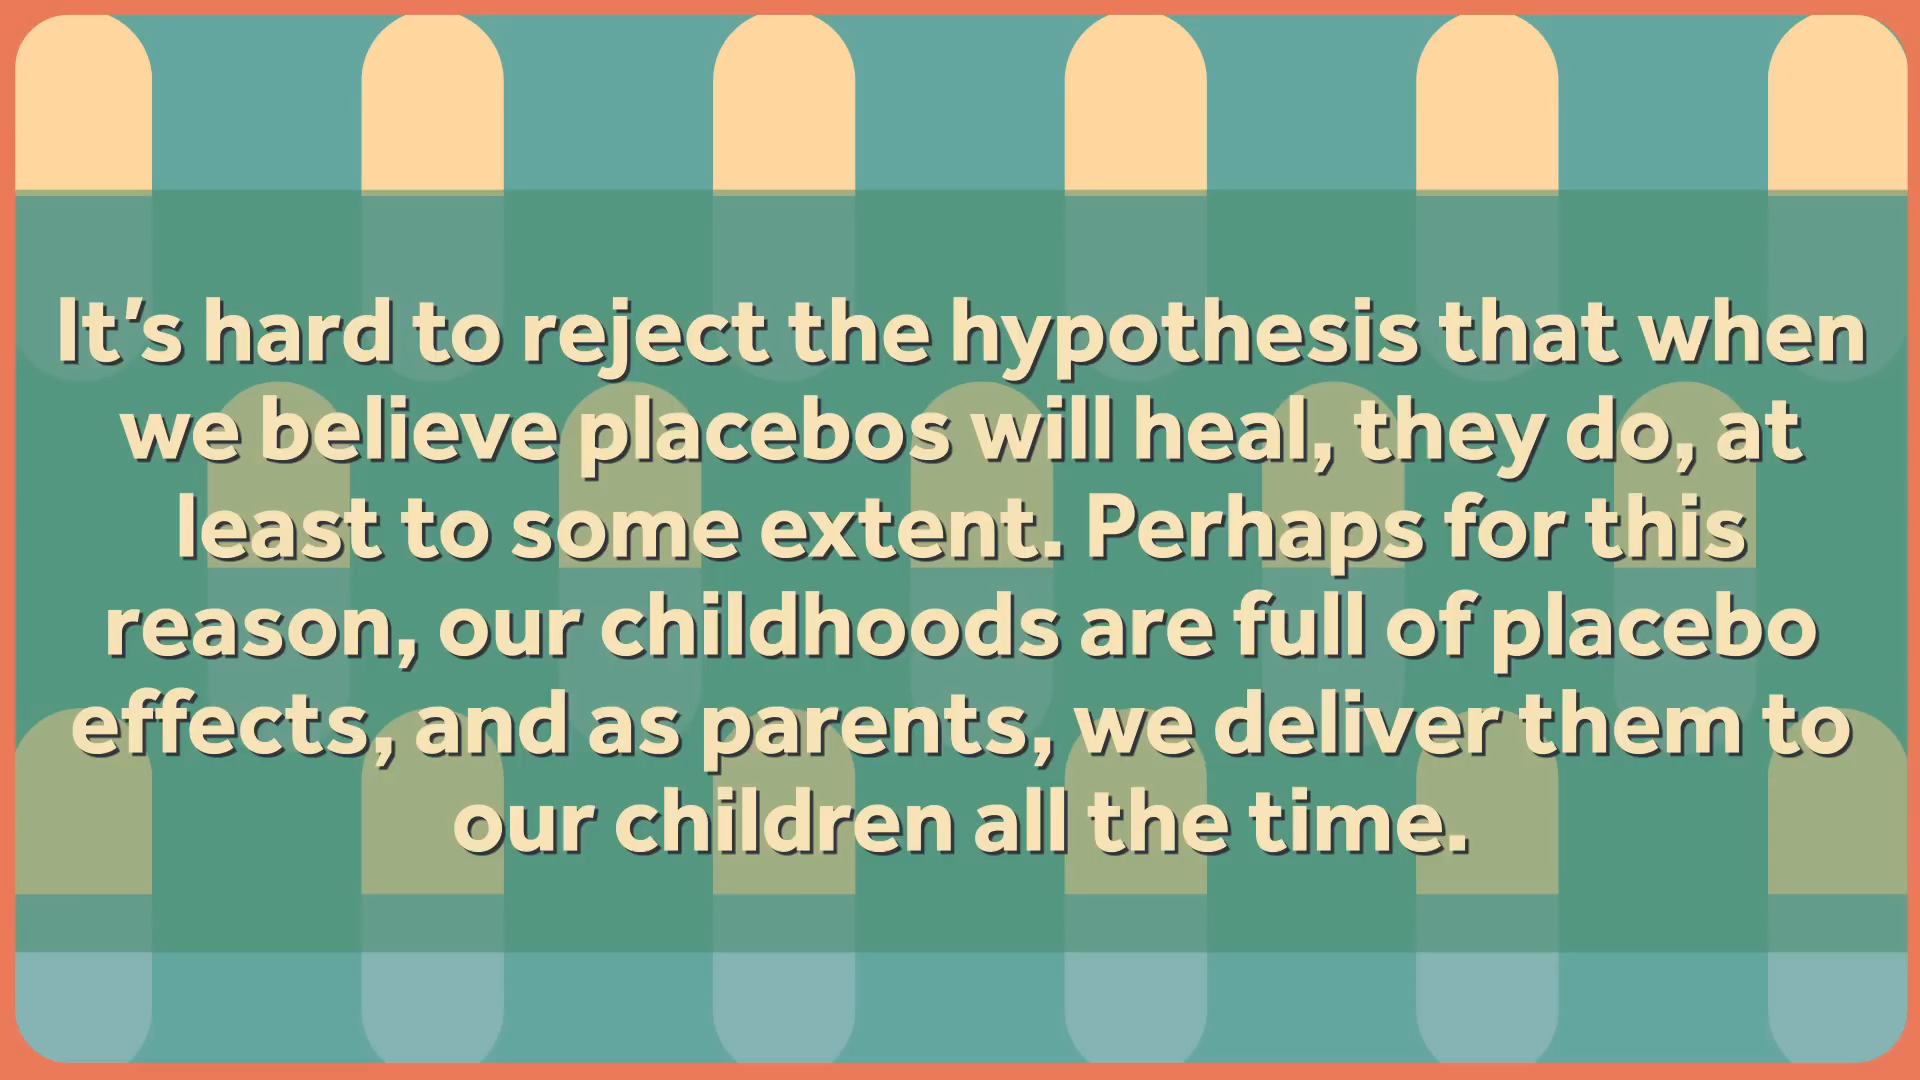 It’s hard to reject the hypothesis that when
we believe placebos will heal, they do, at
least to some extent. Perhaps for this
reason, our childhoods are full of placebo
effects, and as parents, we deliver them to
our children all the time.